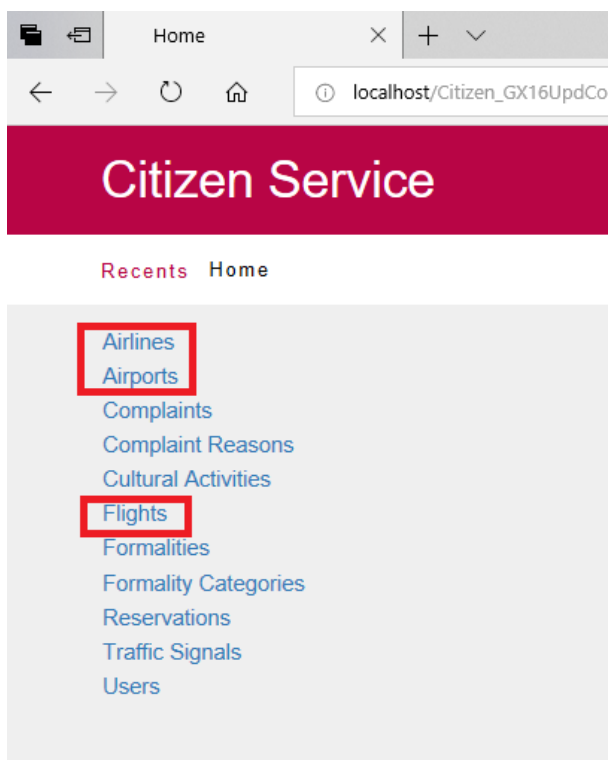 Home
localhost/Citizen_GX16UpdCo
Citizen Service
Recents Home
Airlines
Airports
Complaints
Complaint Reasons
Cultural Activities
Flights
Formalities
Formality Categories
Reservations
Traffic Signals
Users